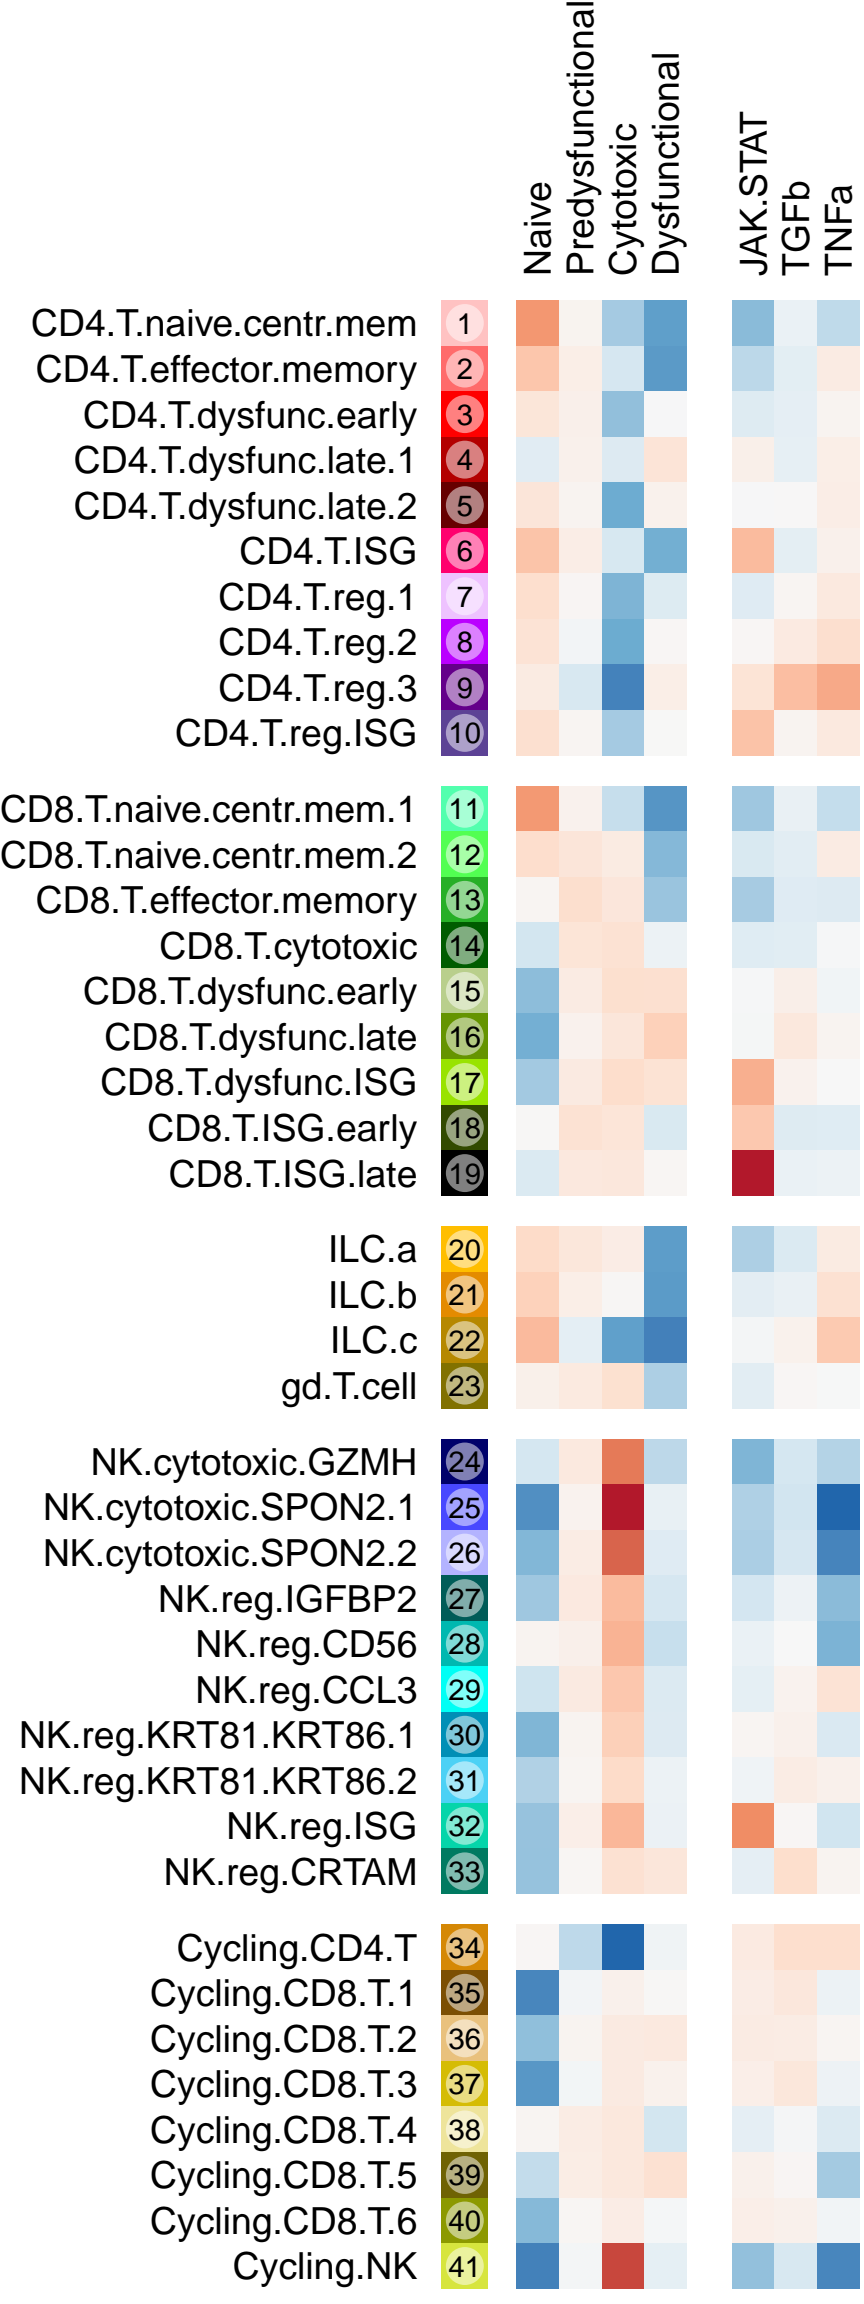 Naive
Predysfunctional
Cytotoxic
Dysfunctional
JAK.STAT
TGFb
TNFa
CD4.T.naive.centr.mem 1
CD4.T.effector.memory 2
CD4.T.dysfunc.early 3
CD4.T.dysfunc.late.1 4
CD4.T.dysfunc.late.2 5
CD4.T.ISG 6
CD4.T.reg.1 7
CD4.T.reg.2 8
CD4.T.reg.3 9
CD4.T.reg.ISG 10
CD8.T.naive.centr.mem.1 11
CD8.T.naive.centr.mem.2 12
CD8.T.effector.memory 13
CD8.T.cytotoxic 14
CD8.T.dysfunc.early 15
CD8.T.dysfunc.late 16
CD8.T.dysfunc.ISG 17
CD8.T.ISG.early 18
CD8.T.ISG.late 19
ILC.a 20
ILC.b 21
ILC.c 22
gd.T.cell 23
NK.cytotoxic.GZMH 24
NK.cytotoxic.SPON2.1 25
NK.cytotoxic.SPON2.2 26
NK.reg.IGFBP2 27
NK.reg.CD56 28
NK.reg.CCL3 29
NK.reg.KRT81.KRT86.1 30
NK.reg.KRT81.KRT86.2 31
NK.reg.ISG 32
NK.reg.CRTAM 33
Cycling.CD4.T 34
Cycling.CD8.T.1 35
Cycling.CD8.T.2 36
Cycling.CD8.T.3 37
Cycling.CD8.T.4 38
Cycling.CD8.T.5 39
Cycling.CD8.T.6 40
Cycling.NK 41